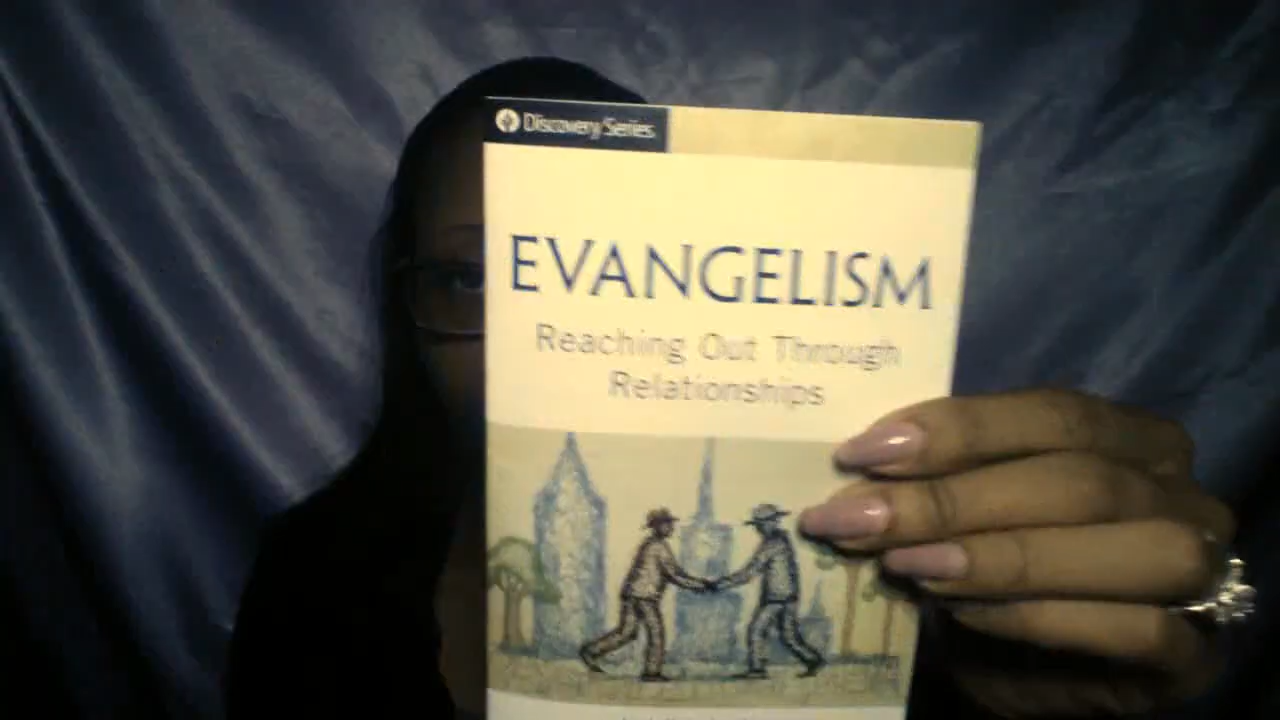 Discovery Series
EVANGELISM
Reaching Out Through
Relationships